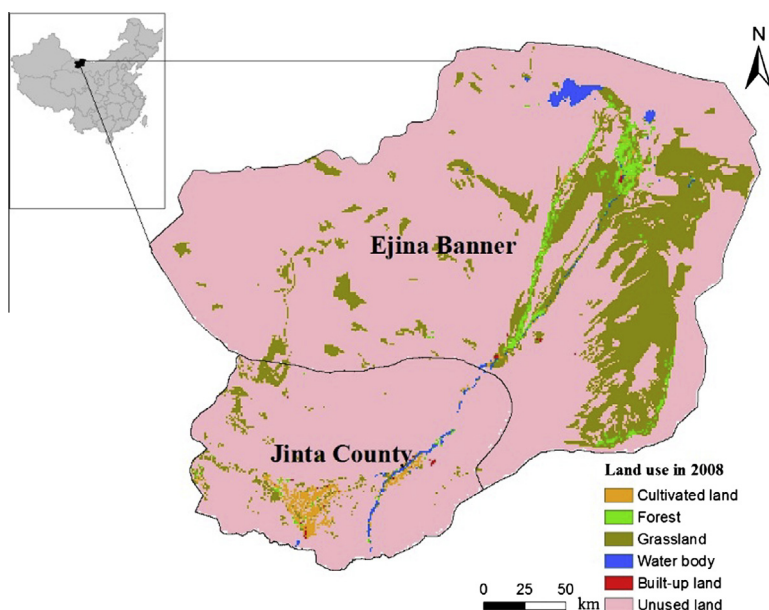 N
Ejina Banner
Jinta County
Land use in 2008
Cultivated land
Forest
Grassland
Water body
Built-up land
Unused land
0 25 50
km